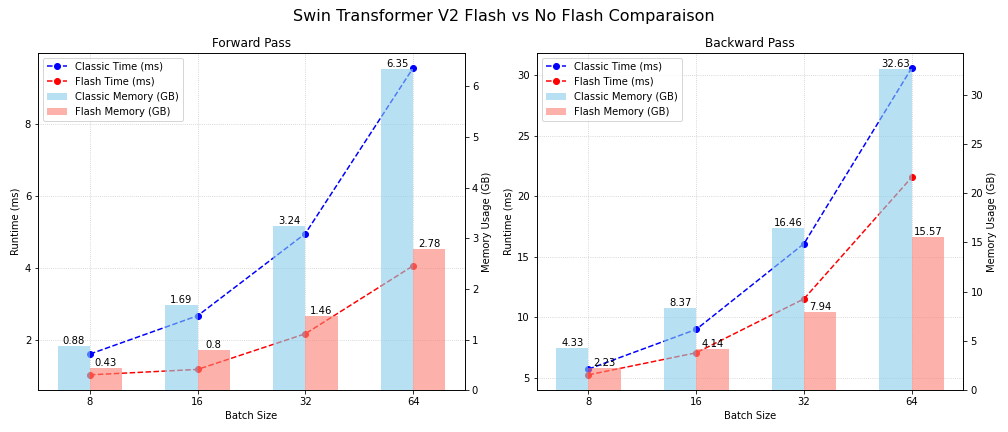 Swin Transformer V2 Flash vs No Flash Comparaison
Forward Pass
Classic Time (ms)
Flash Time (ms)
Classic Memory (GB)
Flash Memory (GB)
Runtime (ms)
8
6
4
2
0.88
0.43
1.69
0.8
3.24
1.46
6.35
2.78
6
5
4
3
2
1
0
Memory Usage (GB)
8
16
32
64
Batch Size
Backward Pass
Classic Time (ms)
Flash Time (ms)
Classic Memory (GB)
Flash Memory (GB)
Runtime (ms)
30
25
20
15
10
5
4.33
2.23
8.37
4.14
16.46
7.94
32.63
15.57
30
25
20
15
10
5
0
Memory Usage (GB)
8
16
32
64
Batch Size